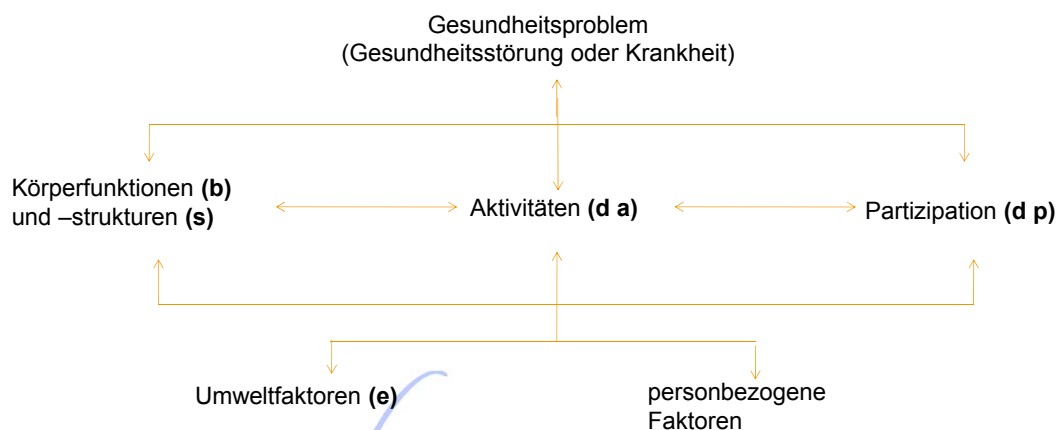 Gesundheitsproblem
(Gesundheitsstörung oder Krankheit)
Körperfunktionen (b)
und –strukturen (s)
Aktivitäten (d a)
Partizipation (d p)
Umweltfaktoren (e)
personbezogene
Faktoren